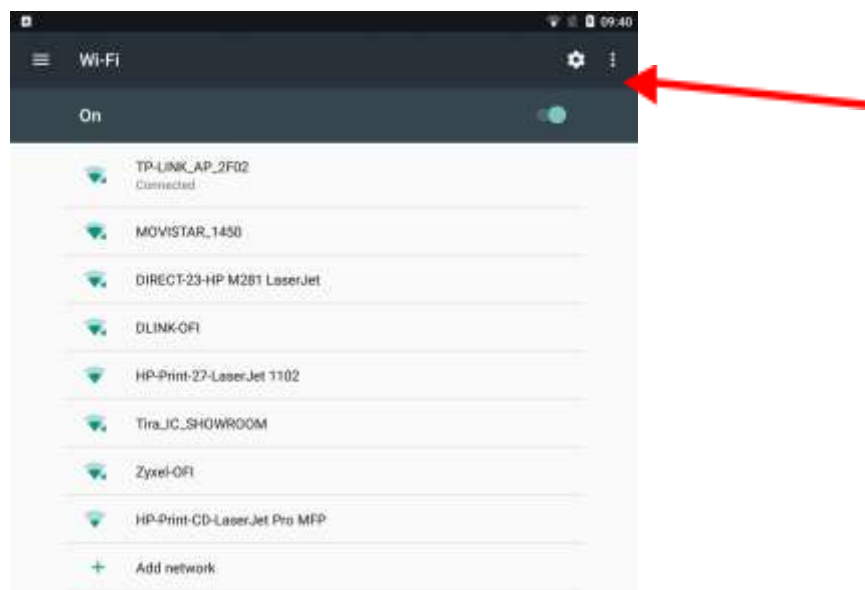 09:40
Wi-Fi
On
TP-LINK_AP_2F02
Connected
MOVISTAR_1450
DIRECT-23-HP M281 LaserJet
DLINK-OFI
HP-Print-27-LaserJet 1102
Tira_IC_SHOWROOM
Zyxel-OFI
HP-Print-CD-LaserJet Pro MFP
Add network